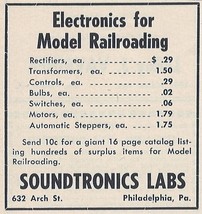 Electronics for
Model Railroading
Rectifiers, ea. $ .29
Transformers, ea. 1.50
Controls, ea. .29
Bulbs, ea. .02
Switches, ea. .06
Motors, ea. 1.79
Automatic Steppers, ea. 1.75
Send 10c for a giant 16 page catalog list-
ing hundreds of surplus items for Model
Railroading.
SOUNDTRONICS LABS
632 Arch St. Philadelphia, Pa.